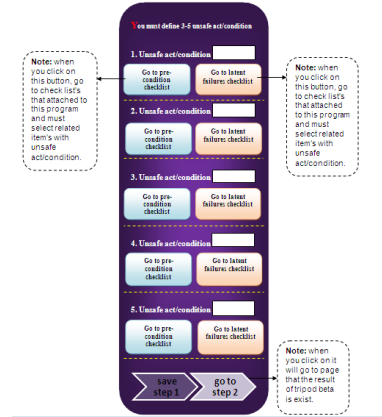 You must define 3-5 unsafe act/condition
1. Unsafe act/condition
Go to pre-
condition
checklist
Go to latent
failures checklist
Note: when
you click on
this button, go
to check list's
that attached to
this program
and must
select related
item's with
unsafe
act/condition.
Note: when
you click on
this button, go
to check list's
that attached
to this program
and must
select related
item's with
unsafe
act/condition.
2. Unsafe act/condition
Go to pre-
condition
checklist
Go to latent
failures checklist
3. Unsafe act/condition
Go to pre-
condition
checklist
Go to latent
failures checklist
4. Unsafe act/condition
Go to pre-
condition
checklist
Go to latent
failures checklist
5. Unsafe act/condition
Go to pre-
condition
checklist
Go to latent
failures checklist
save
step 1
go to
step 2
Note: when
you click on it
will go to page
that the result
of tripod beta
is exist.